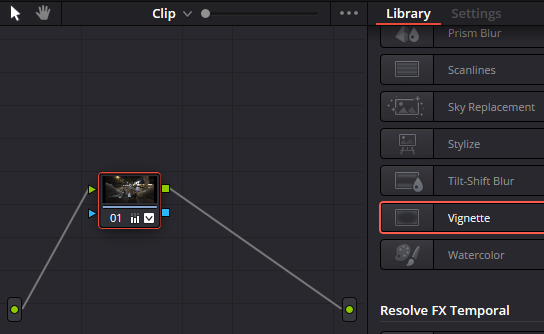 Clip
Library Settings
Prism Blur
Scanlines
Sky Replacement
Stylize
Tilt-Shift Blur
Vignette
Watercolor
01
Resolve FX Temporal